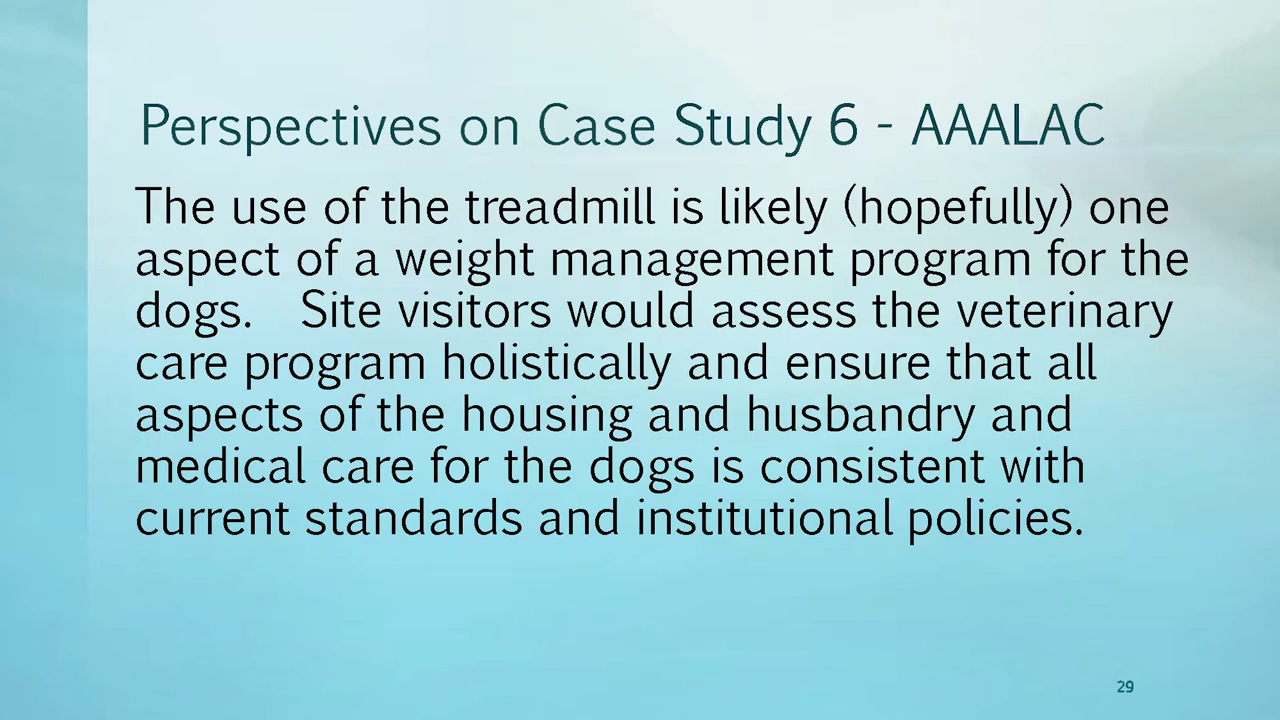 Perspectives on Case Study 6 - AAALAC
The use of the treadmill is likely (hopefully) one
aspect of a weight management program for the
dogs.   Site visitors would assess the veterinary
care program holistically and ensure that all
aspects of the housing and husbandry and
medical care for the dogs is consistent with
current standards and institutional policies.
29